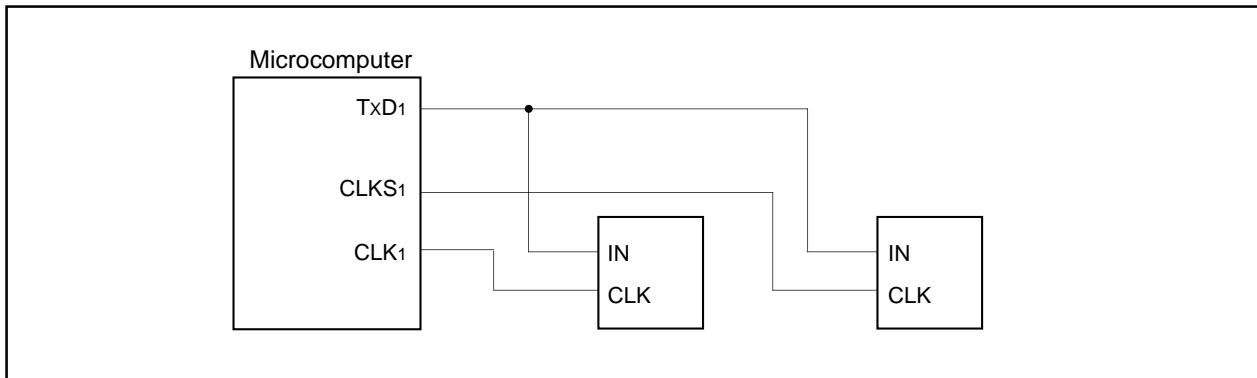 Microcomputer
TXD1
CLKS1
CLK1
IN
CLK
IN
CLK